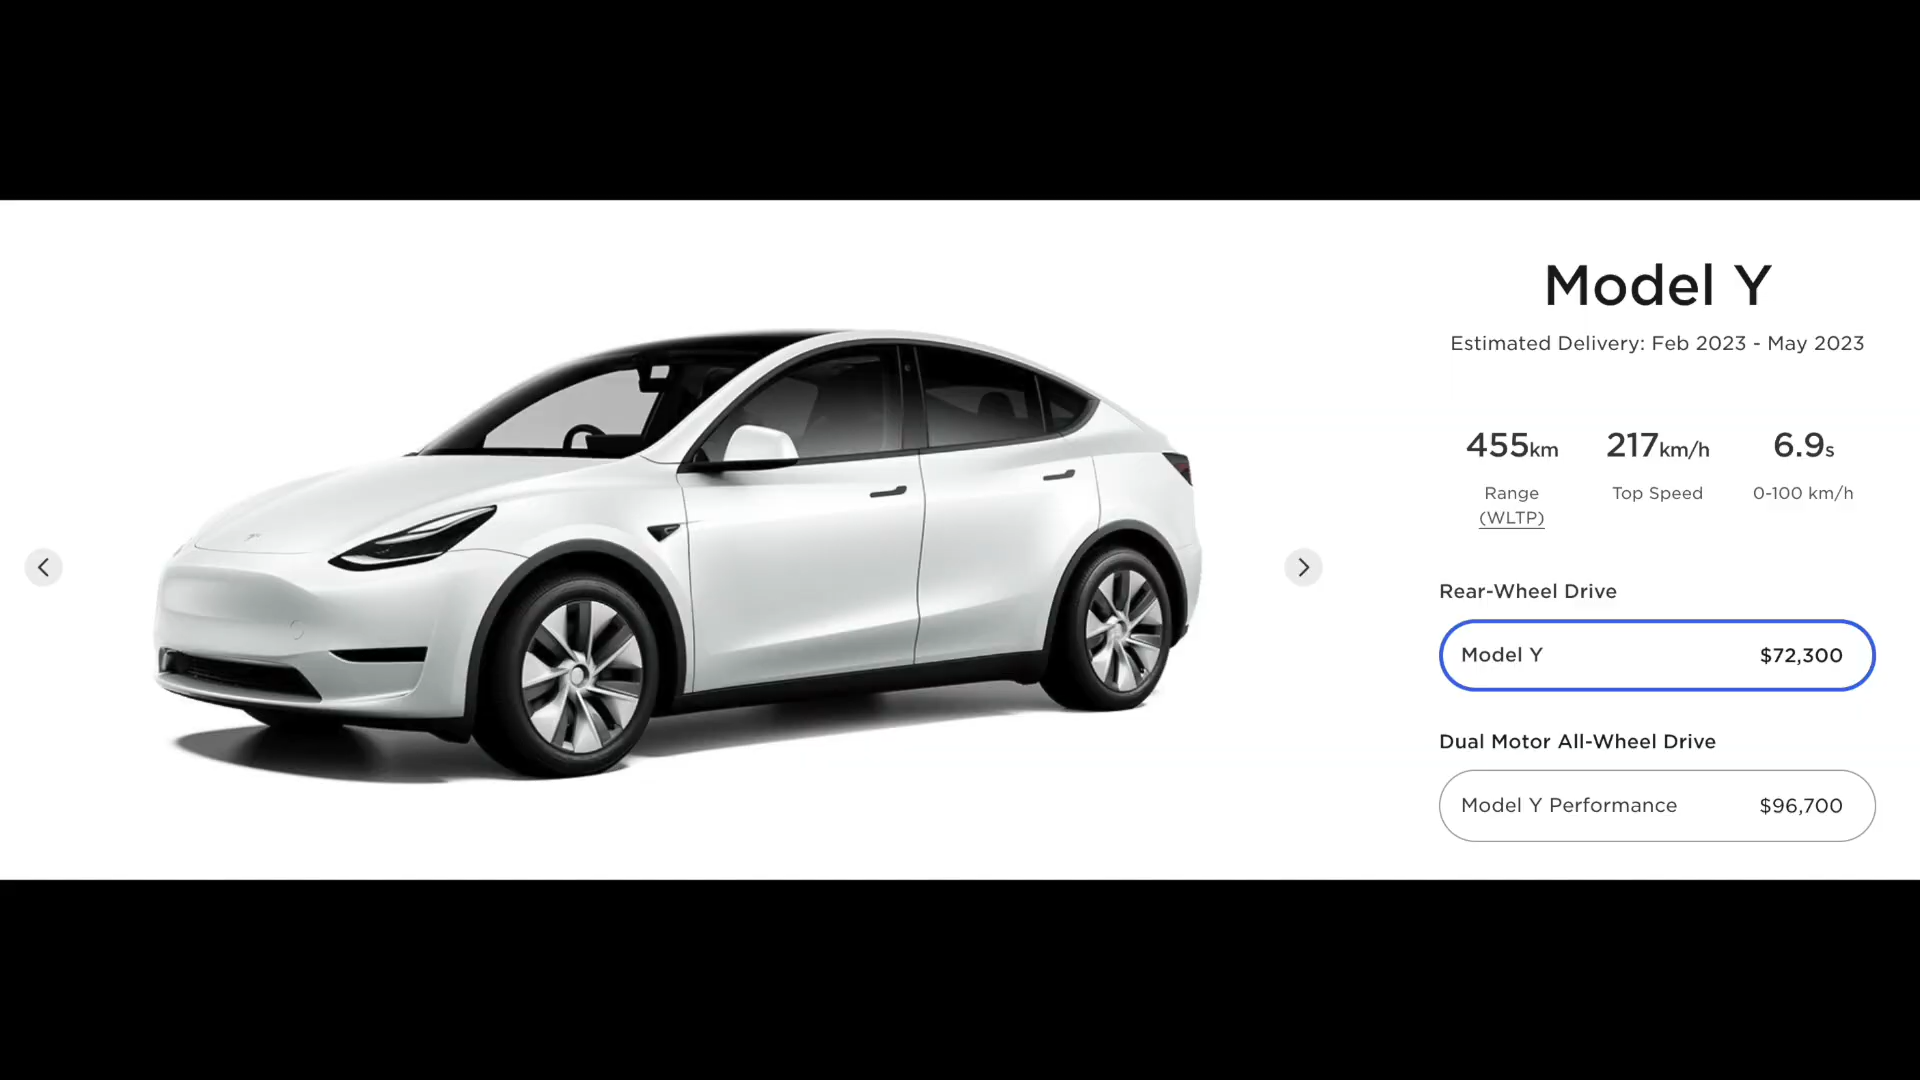 Model Y
Estimated Delivery: Feb 2023 - May 2023
455km 217km/h 6.9s
Range Top Speed 0-100 km/h
(WLTP)
Rear-Wheel Drive
Model Y $72,300
Dual Motor All-Wheel Drive
Model Y Performance $96,700